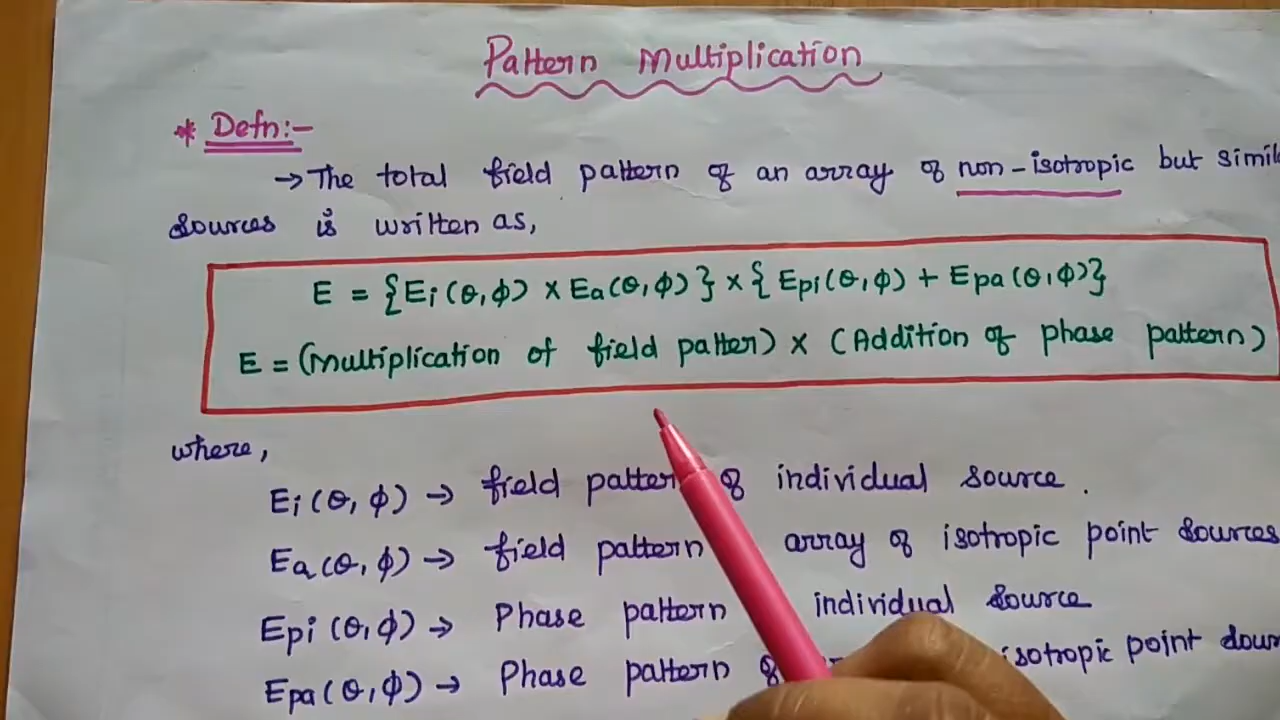 Pattern Multiplication
* Defn:-
→ The total field pattern of an array of non-isotropic but simil
sources is written as,
E = {Ei(θ,ϕ) × Ea(θ,ϕ)} × {Epi(θ,ϕ) + Epa(θ,ϕ)}
E = (Multiplication of field patter) × (Addition of phase pattern)
where,
Ei(θ,ϕ) → field patter of individual source.
Ea(θ,ϕ) → field pattern array of isotropic point sources
Epi(θ,ϕ) → Phase pattern individual source
Epa(θ,ϕ) → Phase pattern of isotropic point sour